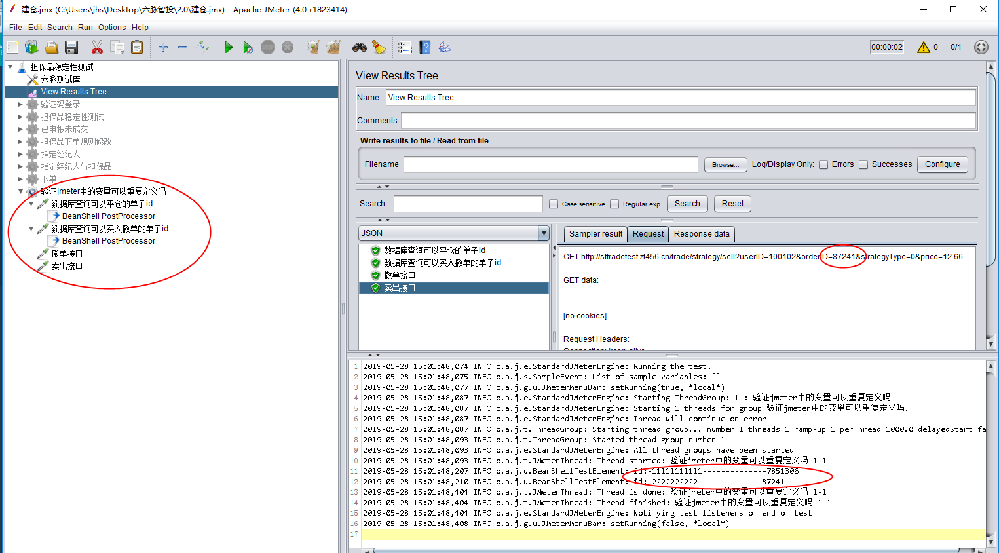 建仓.jmx (C:\Users\jhs\Desktop\六脉智投\2.0\建仓.jmx) - Apache JMeter (4.0 r1823414)
File Edit Search Run Options Help
00:00:02 0 0/1
担保品稳定性测试
六脉测试库
View Results Tree
验证码登录
担保品稳定性测试
已申报未成交
担保品下单规则修改
指定经纪人
指定经纪人与担保品
下单
验证jmeter中的变量可以重复定义吗
数据库查询可以平仓的单子id
BeanShell PostProcessor
数据库查询可以买入撤单的单子id
BeanShell PostProcessor
撤单接口
卖出接口
View Results Tree
Name: View Results Tree
Comments:
Write results to file / Read from file
Filename Browse... Log/Display Only: Errors Successes Configure
Search: Case sensitive Regular exp. Search Reset
JSON
数据库查询可以平仓的单子id
数据库查询可以买入撤单的单子id
撤单接口
卖出接口
Sampler result Request Response data
GET http://sttradetest.zt456.cn/trade/strategy/sell?userID=100102&orderID=87241&strategyType=0&price=12.66
GET data:
[no cookies]
Request Headers:
Connection: keep-alive
1 2019-05-28 15:01:48,074 INFO o.a.j.e.StandardJMeterEngine: Running the test!
2 2019-05-28 15:01:48,075 INFO o.a.j.s.SampleEvent: List of sample_variables: []
3 2019-05-28 15:01:48,077 INFO o.a.j.g.u.JMeterMenuBar: setRunning(true, *local*)
4 2019-05-28 15:01:48,087 INFO o.a.j.e.StandardJMeterEngine: Starting ThreadGroup: 1 : 验证jmeter中的变量可以重复定义吗
5 2019-05-28 15:01:48,087 INFO o.a.j.e.StandardJMeterEngine: Starting 1 threads for group 验证jmeter中的变量可以重复定义吗.
6 2019-05-28 15:01:48,087 INFO o.a.j.e.StandardJMeterEngine: Thread will continue on error
7 2019-05-28 15:01:48,087 INFO o.a.j.t.ThreadGroup: Starting thread group... number=1 threads=1 ramp-up=1 perThread=1000.0 delayedStart=fa
8 2019-05-28 15:01:48,093 INFO o.a.j.t.ThreadGroup: Started thread group number 1
9 2019-05-28 15:01:48,093 INFO o.a.j.e.StandardJMeterEngine: All thread groups have been started
10 2019-05-28 15:01:48,093 INFO o.a.j.t.JMeterThread: Thread started: 验证jmeter中的变量可以重复定义吗 1-1
11 2019-05-28 15:01:48,207 INFO o.a.j.u.BeanShellTestElement: id:-11111111111--------------7851306
12 2019-05-28 15:01:48,210 INFO o.a.j.u.BeanShellTestElement: id:-2222222222--------------87241
13 2019-05-28 15:01:48,404 INFO o.a.j.t.JMeterThread: Thread is done: 验证jmeter中的变量可以重复定义吗 1-1
14 2019-05-28 15:01:48,404 INFO o.a.j.t.JMeterThread: Thread finished: 验证jmeter中的变量可以重复定义吗 1-1
15 2019-05-28 15:01:48,404 INFO o.a.j.e.StandardJMeterEngine: Notifying test listeners of end of test
16 2019-05-28 15:01:48,408 INFO o.a.j.g.u.JMeterMenuBar: setRunning(false, *local*)
17